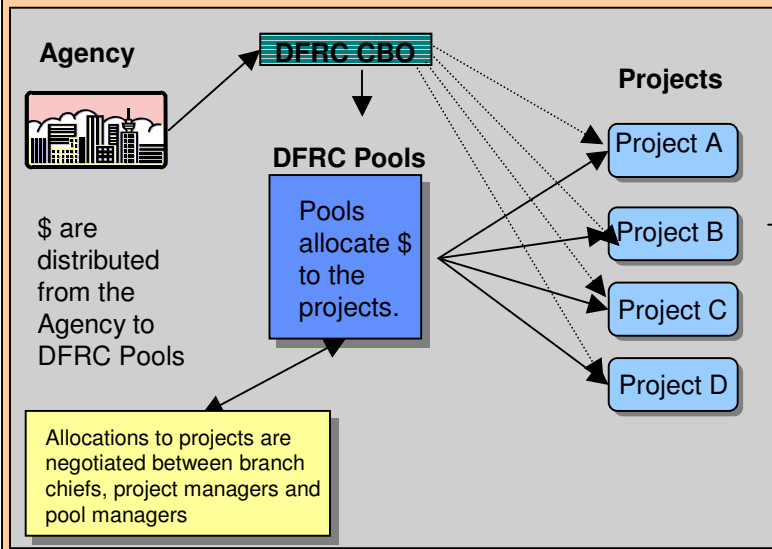 Agency
DFRC CBO
Projects
DFRC Pools
Pools
allocate $
to the
projects.
$ are
distributed
from the
Agency to
DFRC Pools
Project A
Project B
Project C
Project D
Allocations to projects are
negotiated between branch
chiefs, project managers and
pool managers